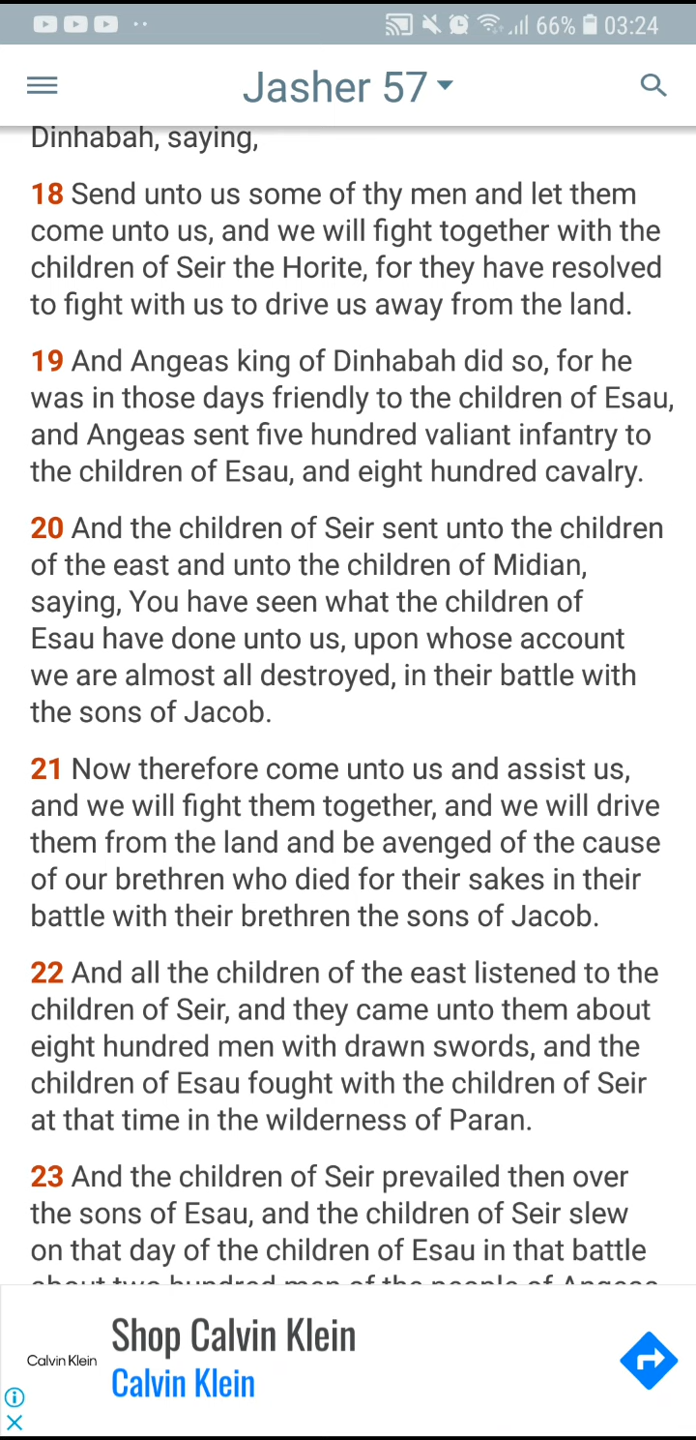 66% 03:24
Jasher 57
Dinhabah, saying,
18 Send unto us some of thy men and let them
come unto us, and we will fight together with the
children of Seir the Horite, for they have resolved
to fight with us to drive us away from the land.
19 And Angeas king of Dinhabah did so, for he
was in those days friendly to the children of Esau,
and Angeas sent five hundred valiant infantry to
the children of Esau, and eight hundred cavalry.
20 And the children of Seir sent unto the children
of the east and unto the children of Midian,
saying, You have seen what the children of
Esau have done unto us, upon whose account
we are almost all destroyed, in their battle with
the sons of Jacob.
21 Now therefore come unto us and assist us,
and we will fight them together, and we will drive
them from the land and be avenged of the cause
of our brethren who died for their sakes in their
battle with their brethren the sons of Jacob.
22 And all the children of the east listened to the
children of Seir, and they came unto them about
eight hundred men with drawn swords, and the
children of Esau fought with the children of Seir
at that time in the wilderness of Paran.
23 And the children of Seir prevailed then over
the sons of Esau, and the children of Seir slew
on that day of the children of Esau in that battle
about two hundred men of the people of Angeas
Shop Calvin Klein
Calvin Klein
Calvin Klein